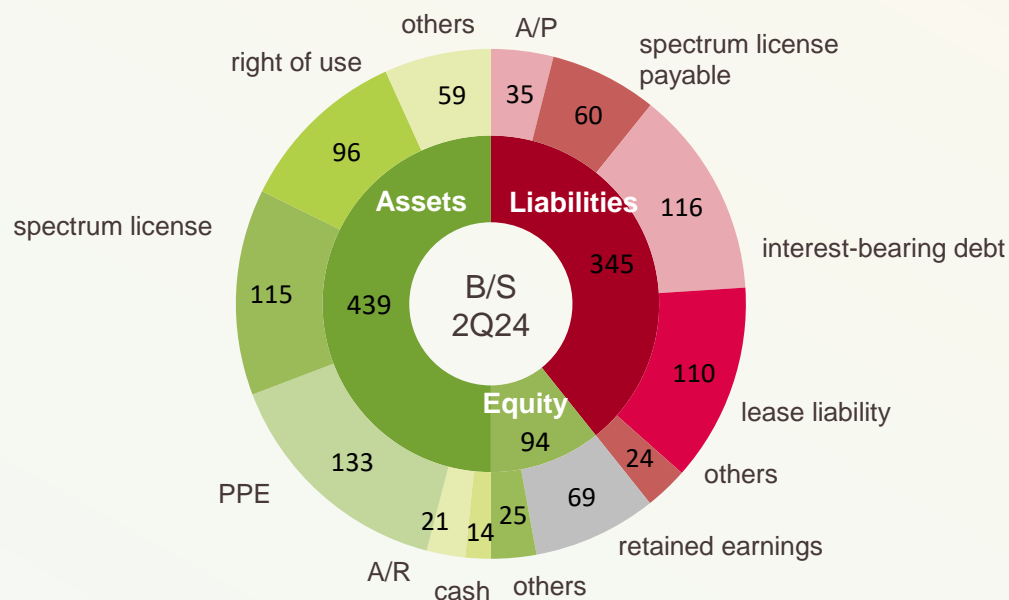 others
A/P
right of use
spectrum license
payable
59
35
60
96
116
Assets
Liabilities
spectrum license
interest-bearing debt
345
B/S
2Q24
115
439
110
Equity
lease liability
94
24
133
others
PPE
69
21
14
25
retained earnings
A/R
cash
others